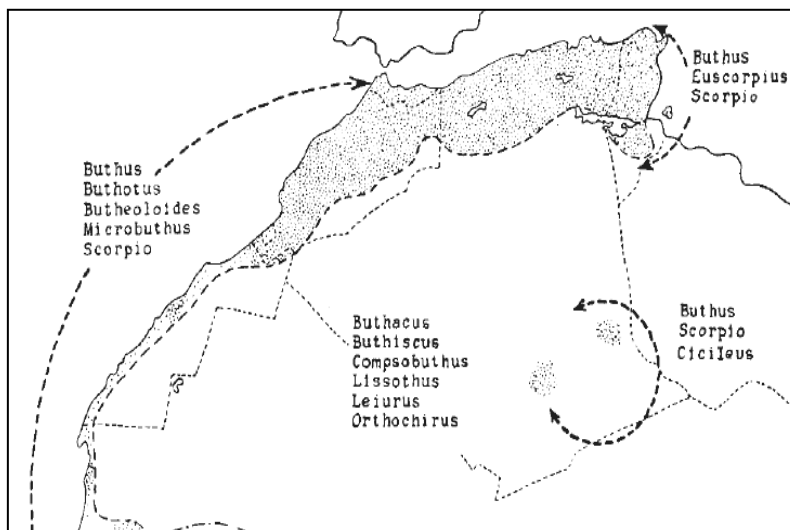 Buthus
Euscorpius
Scorpio
Buthus
Buthotus
Butheoloides
Microbuthus
Scorpio
Buthacus
Buthiscus
Compsobuthus
Lissothus
Leiurus
Orthochirus
Buthus
Scorpio
Cicileus